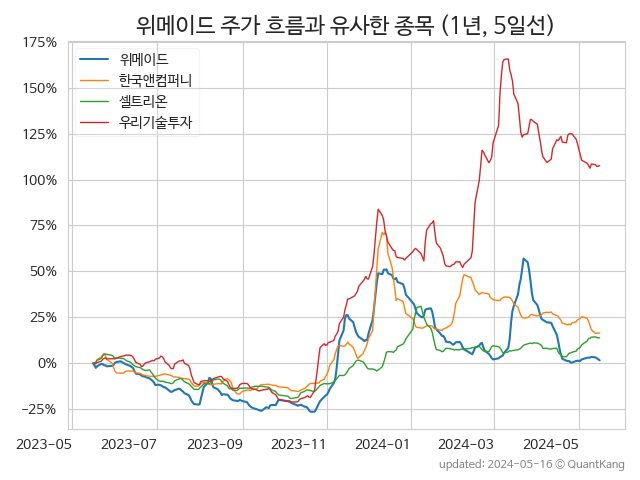 위메이드 주가 흐름과 유사한 종목 (1년, 5일선)
위메이드
한국앤컴퍼니
셀트리온
우리기술투자
175%
150%
125%
100%
75%
50%
25%
0%
−25%
2023-05 2023-07 2023-09 2023-11 2024-01 2024-03 2024-05
updated: 2024-05-16 © QuantKang